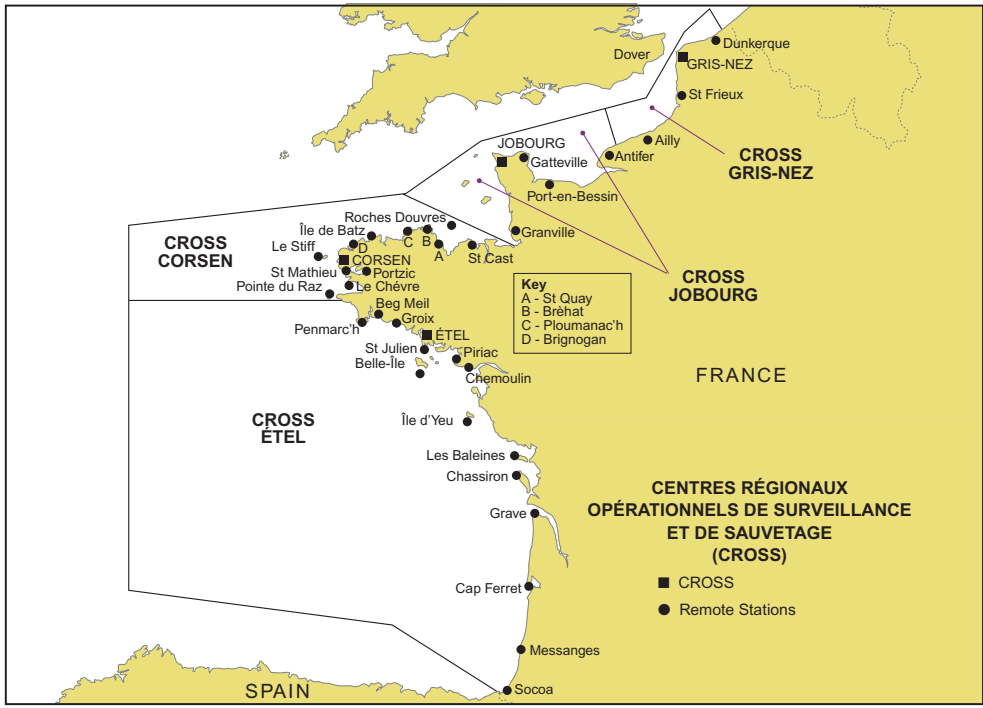 Dunkerque
Dover
GRIS-NEZ
St Frieux
JOBOURG
Ailly
Gatteville
Antifer
CROSS
GRIS-NEZ
Port-en-Bessin
Roches Douvres
Île de Batz
Granville
CROSS
CORSEN
D
C
B
A
Le Stiff
St Cast
CORSEN
St Mathieu
Portzic
Pointe du Raz
Le Chévre
CROSS
JOBOURG
Key
A - St Quay
B - Brèhat
C - Ploumanac'h
D - Brignogan
Beg Meil
Groix
Penmarc'h
ÉTEL
St Julien
Piriac
Belle-Île
Chemoulin
FRANCE
CROSS
ÉTEL
Île d'Yeu
Les Baleines
Chassiron
Grave
CENTRES RÉGIONAUX
OPÉRATIONNELS DE SURVEILLANCE
ET DE SAUVETAGE
(CROSS)
CROSS
Remote Stations
Cap Ferret
Messanges
SPAIN
Socoa